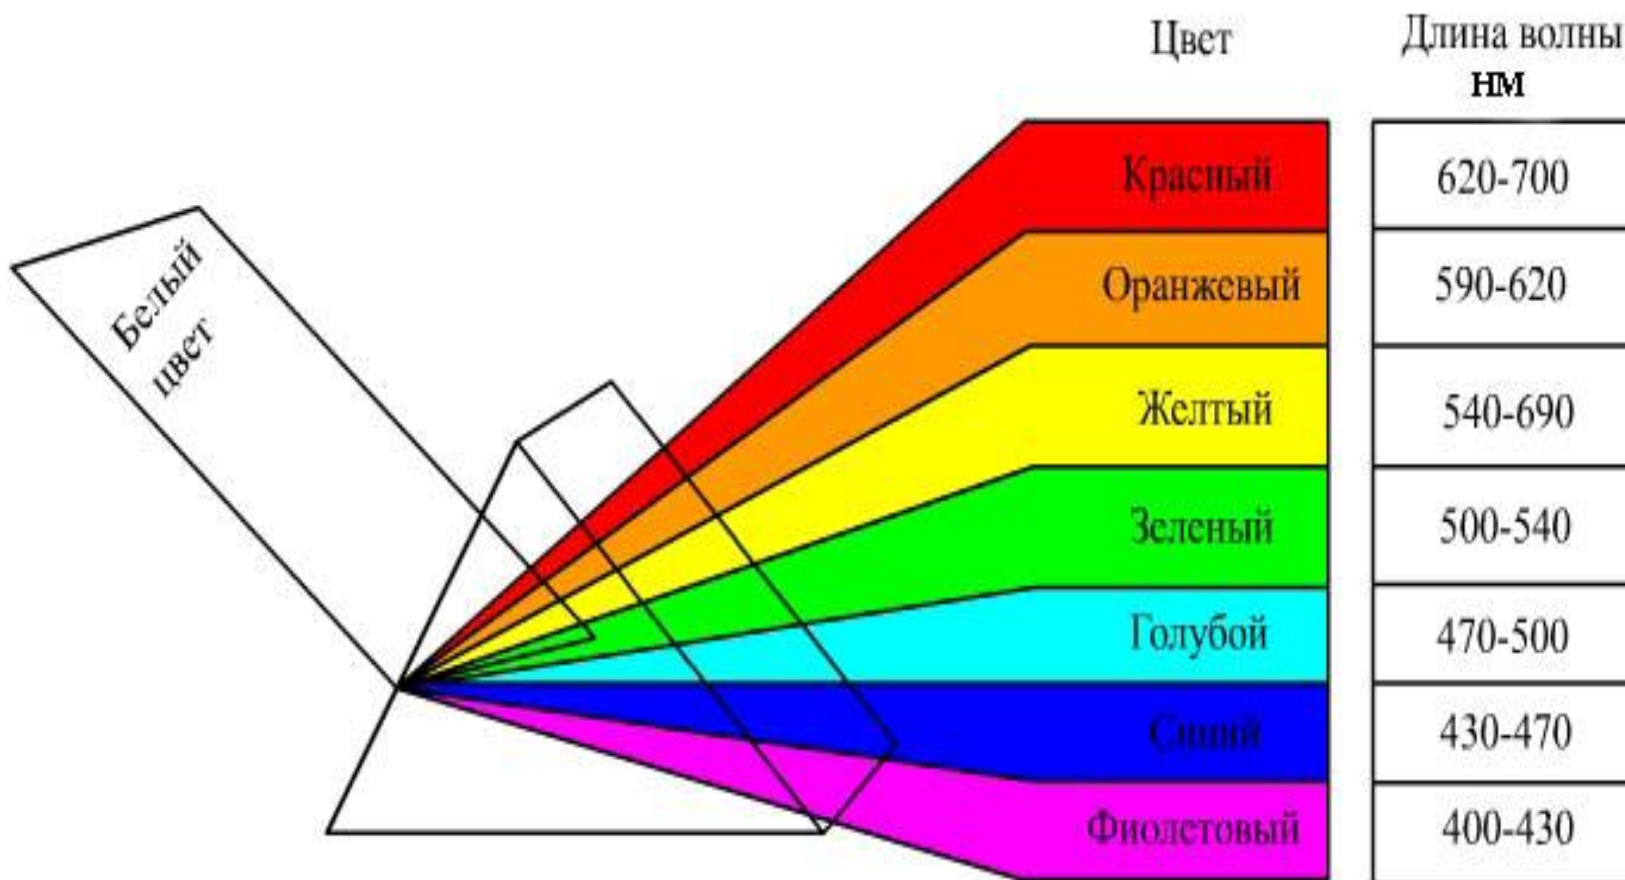 Цвет
Длина волны
нм
Белый
цвет
Красный
620-700
Оранжевый
590-620
Желтый
540-690
Зеленый
500-540
Голубой
470-500
Синий
430-470
Фиолетовый
400-430